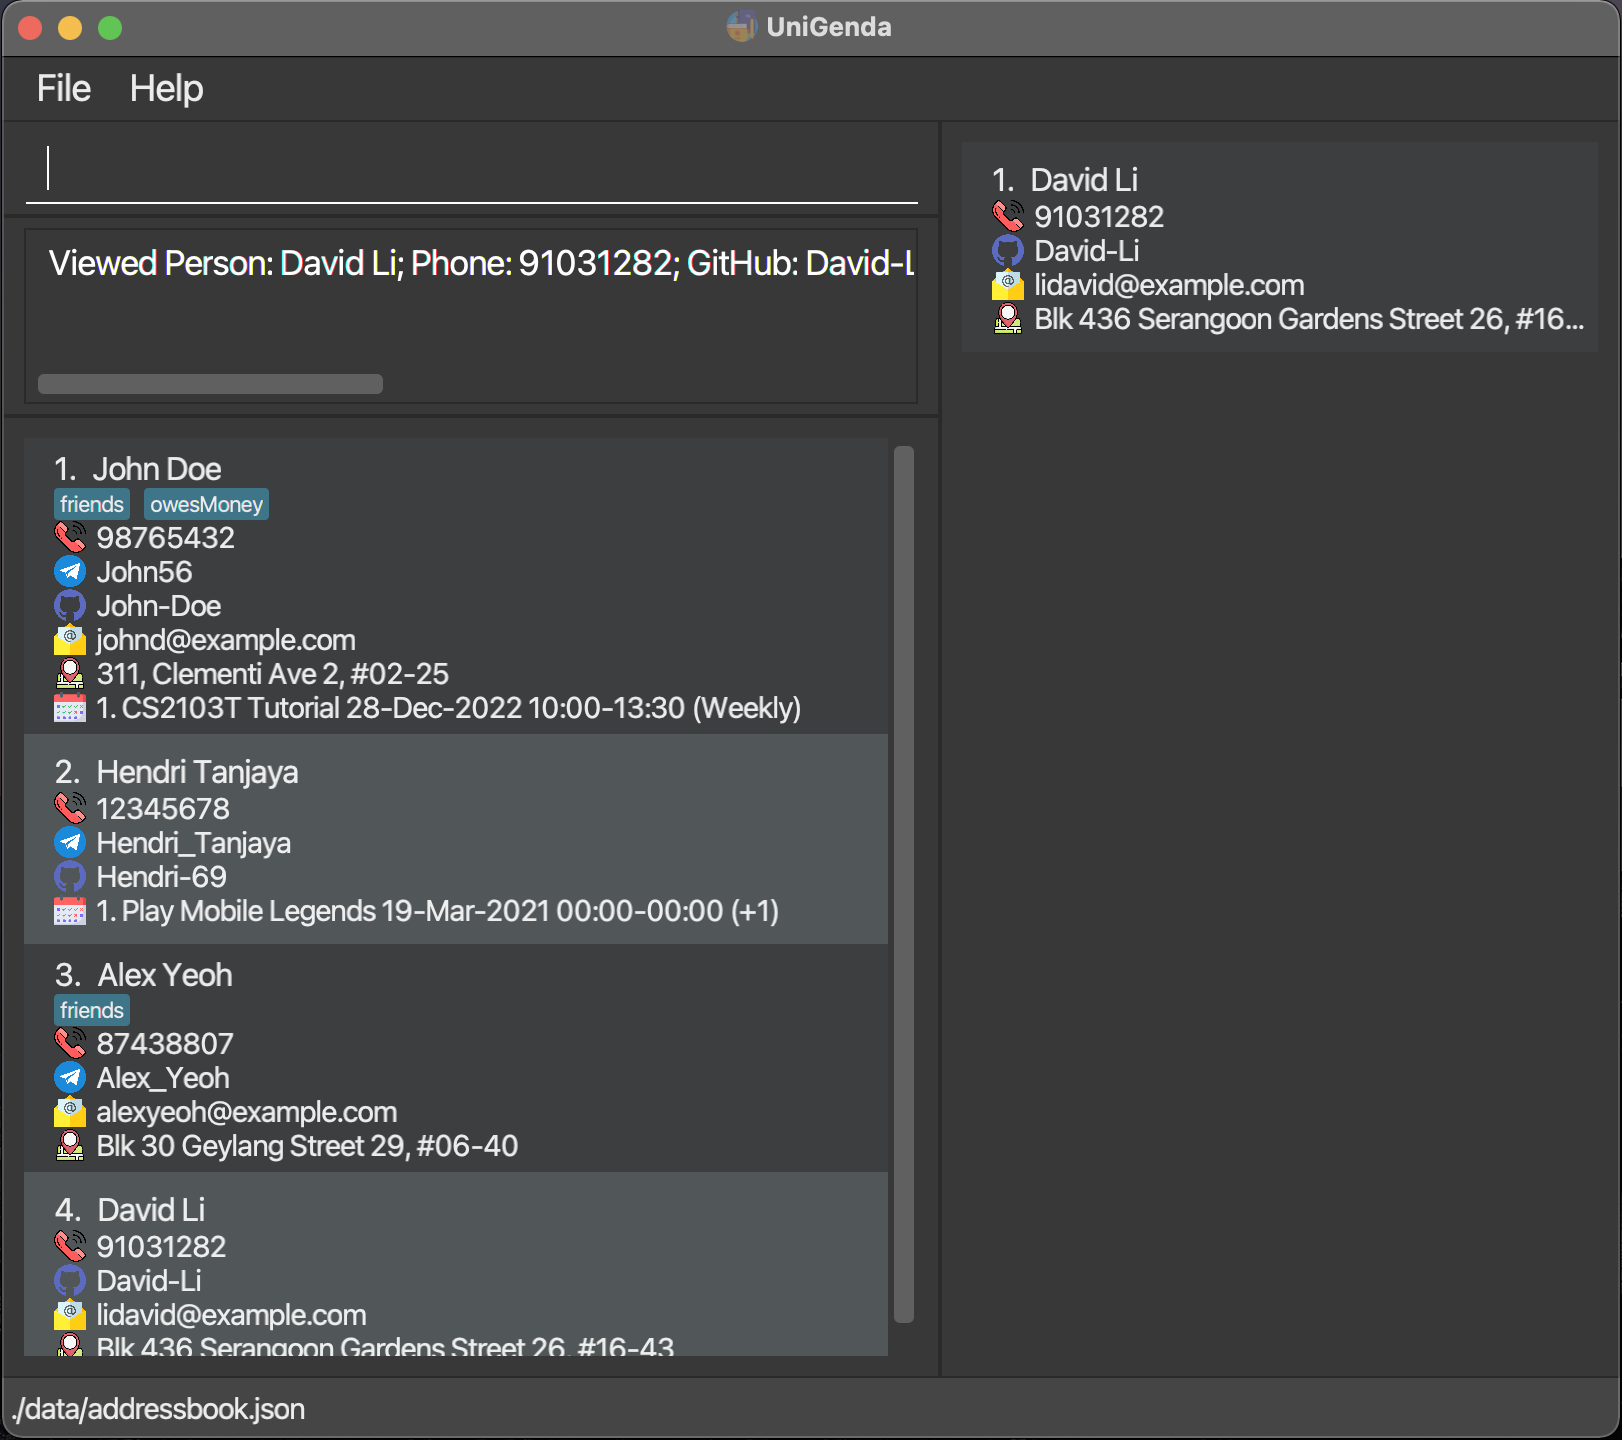 UniGenda
File Help
Viewed Person: David Li; Phone: 91031282; GitHub: David-L
1. John Doe
friends owesMoney
98765432
John56
John-Doe
johnd@example.com
311, Clementi Ave 2, #02-25
1. CS2103T Tutorial 28-Dec-2022 10:00-13:30 (Weekly)
2. Hendri Tanjaya
12345678
Hendri_Tanjaya
Hendri-69
1. Play Mobile Legends 19-Mar-2021 00:00-00:00 (+1)
3. Alex Yeoh
friends
87438807
Alex_Yeoh
alexyeoh@example.com
Blk 30 Geylang Street 29, #06-40
4. David Li
91031282
David-Li
lidavid@example.com
Blk 436 Serangoon Gardens Street 26, #16-43
1. David Li
91031282
David-Li
lidavid@example.com
Blk 436 Serangoon Gardens Street 26, #16...
./data/addressbook.json